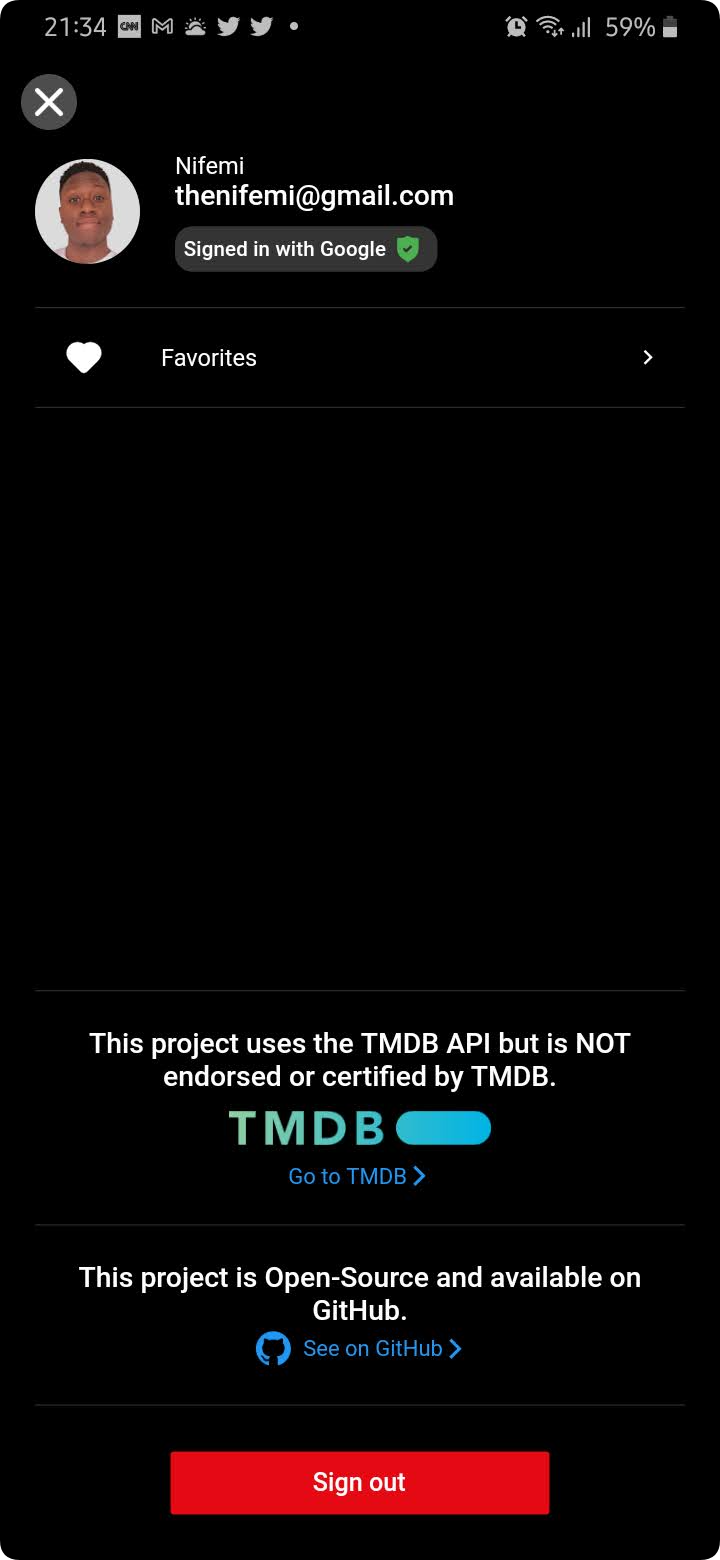 21:34 CNN 59%
Nifemi
thenifemi@gmail.com
Signed in with Google
Favorites
This project uses the TMDB API but is NOT
endorsed or certified by TMDB.
TMDB
Go to TMDB
This project is Open-Source and available on
GitHub.
See on GitHub
Sign out